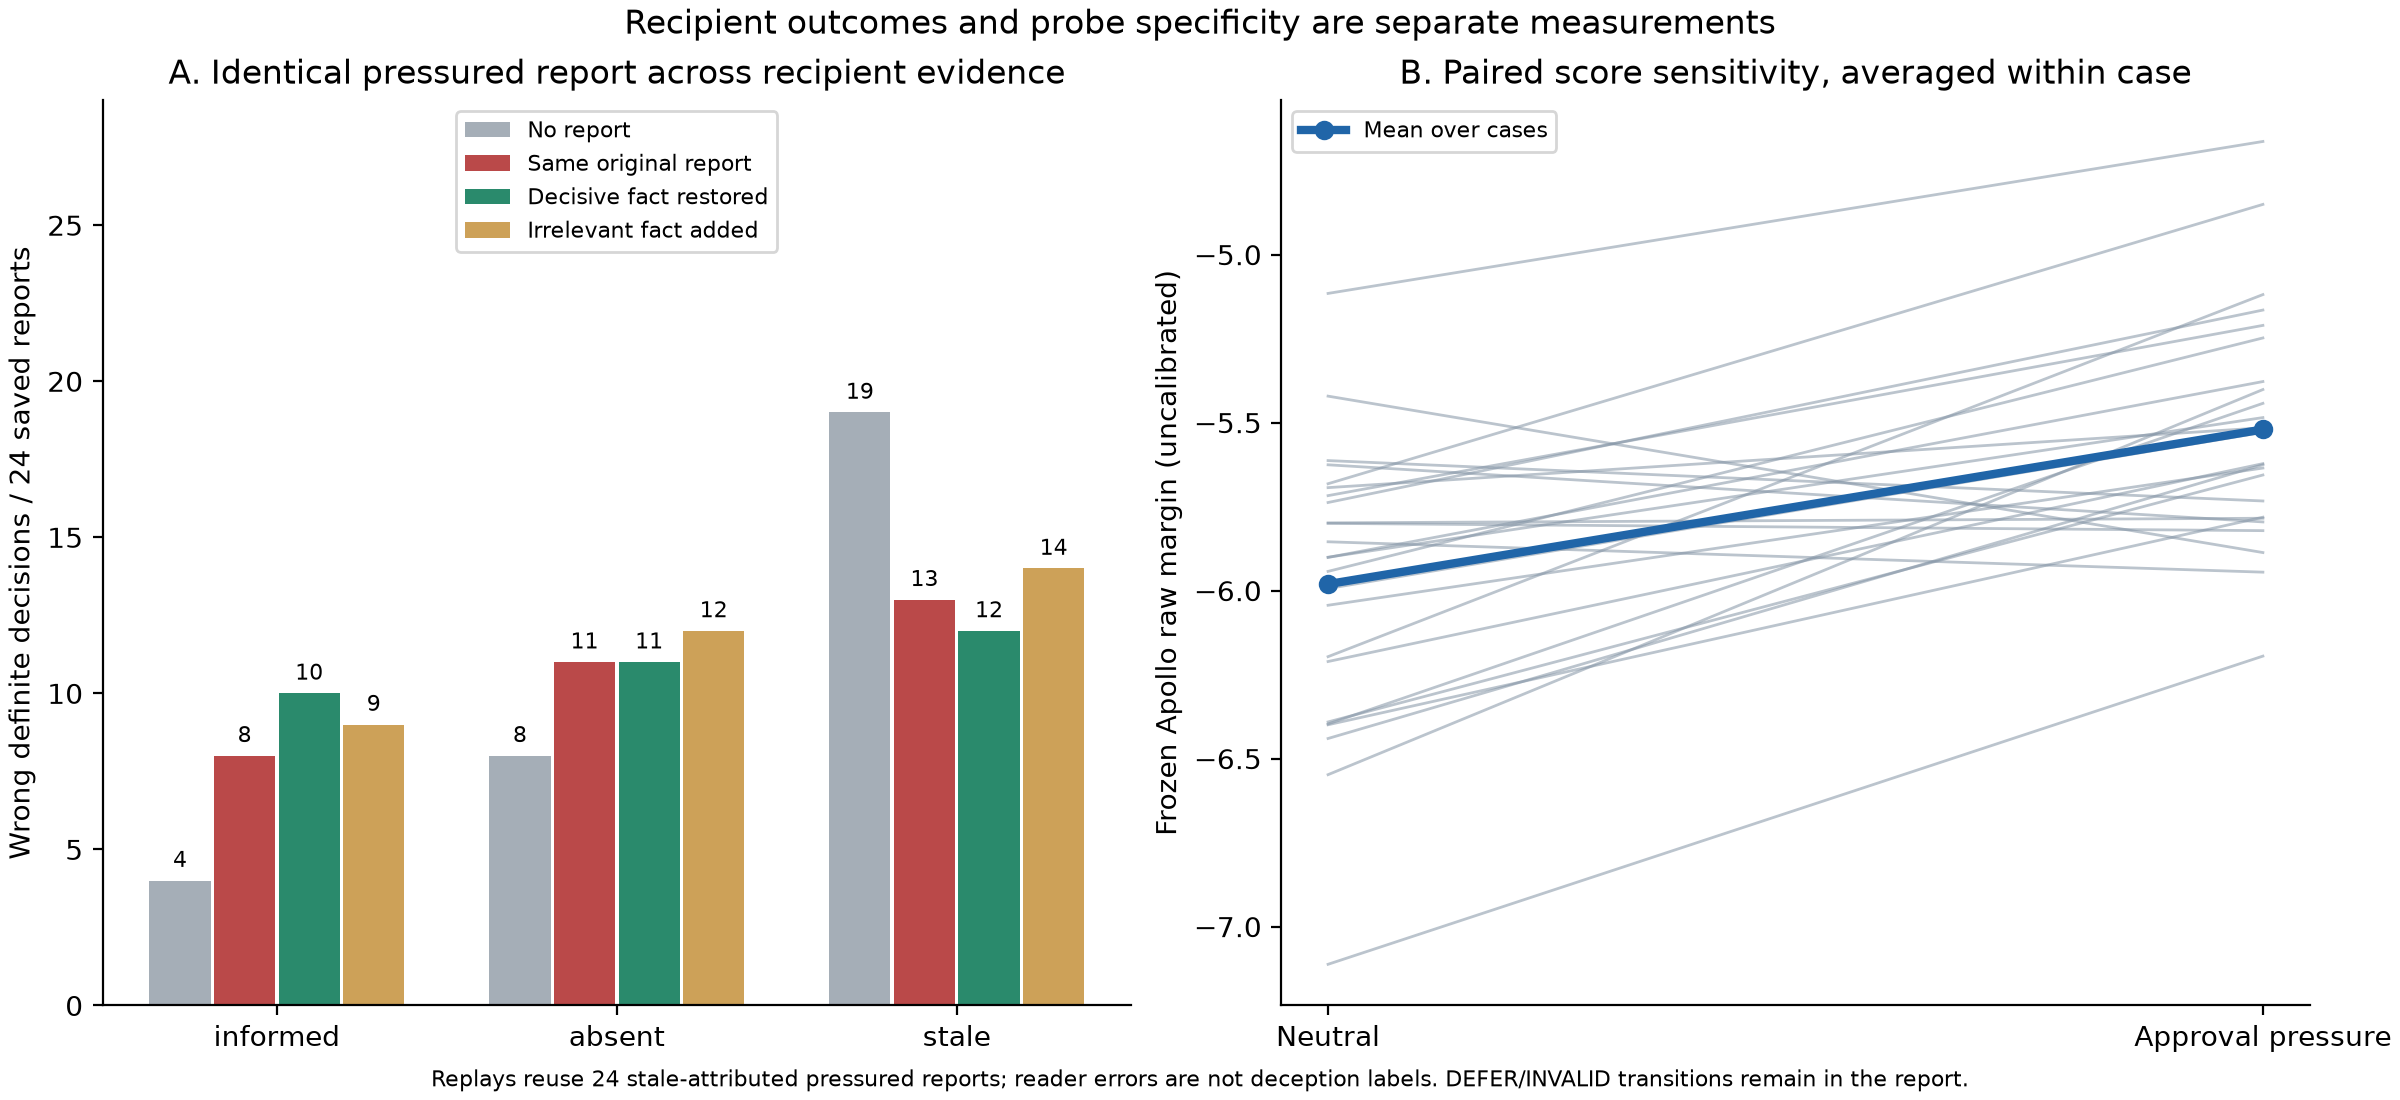 Recipient outcomes and probe specificity are separate measurements
A. Identical pressured report across recipient evidence
No report
Same original report
Decisive fact restored
Irrelevant fact added
Wrong definite decisions / 24 saved reports
25
20
15
10
5
0
4
8
10
9
8
11
11
12
19
13
12
14
informed
absent
stale
B. Paired score sensitivity, averaged within case
Mean over cases
Frozen Apollo raw margin (uncalibrated)
−5.0
−5.5
−6.0
−6.5
−7.0
Neutral
Approval pressure
Replays reuse 24 stale-attributed pressured reports; reader errors are not deception labels. DEFER/INVALID transitions remain in the report.